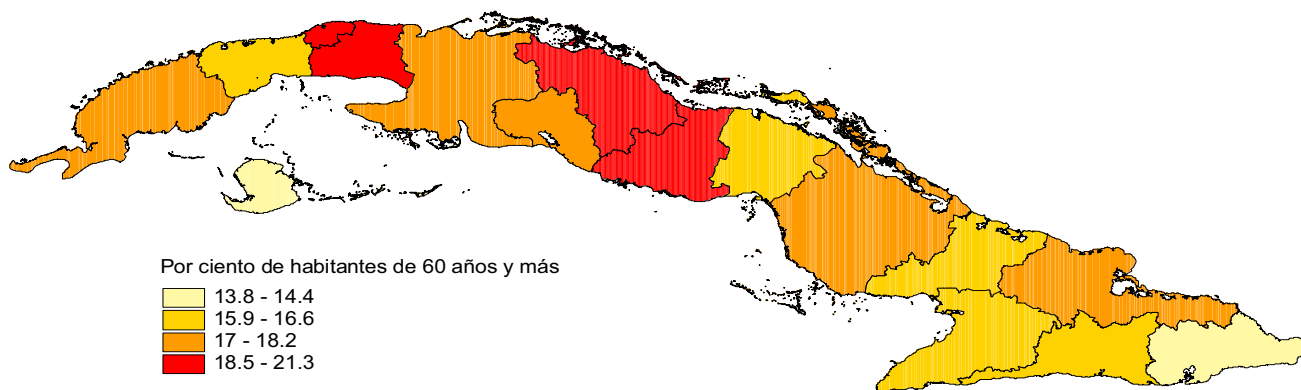 Por ciento de habitantes de 60 años y más
13.8 - 14.4
15.9 - 16.6
17 - 18.2
18.5 - 21.3